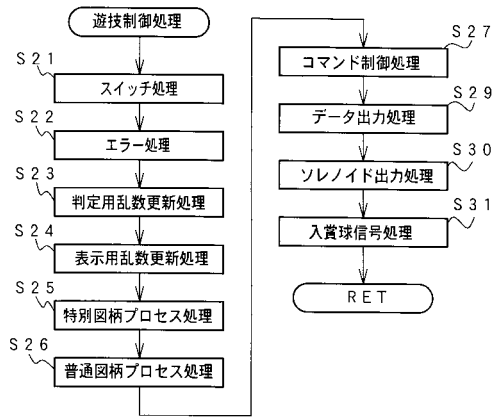 遊技制御処理
S21
スイッチ処理
S22
エラー処理
S23
判定用乱数更新処理
S24
表示用乱数更新処理
S25
特別図柄プロセス処理
S26
普通図柄プロセス処理
S27
コマンド制御処理
S29
データ出力処理
S30
ソレノイド出力処理
S31
入賞球信号処理
RET